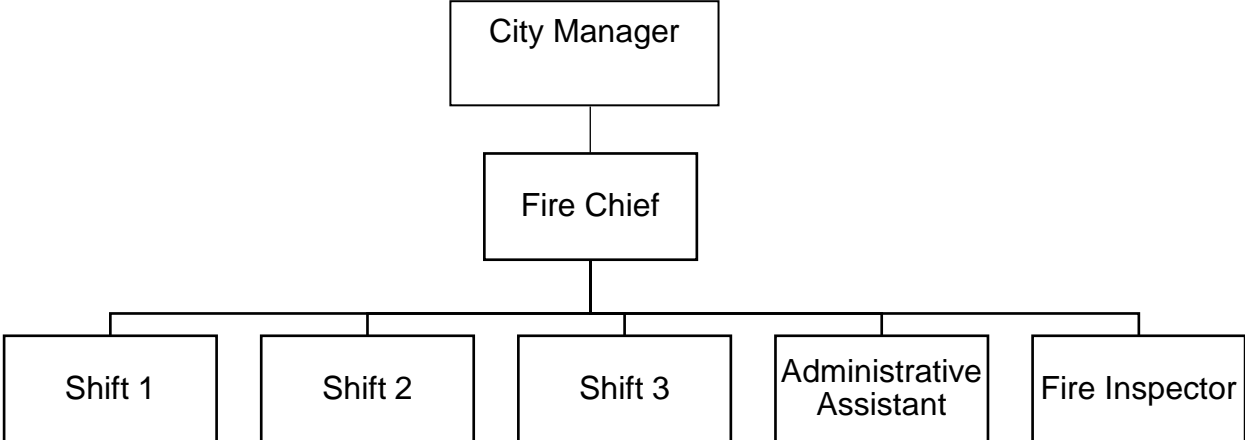 City Manager
Fire Chief
Shift 1
Shift 2
Shift 3
Administrative
Assistant
Fire Inspector